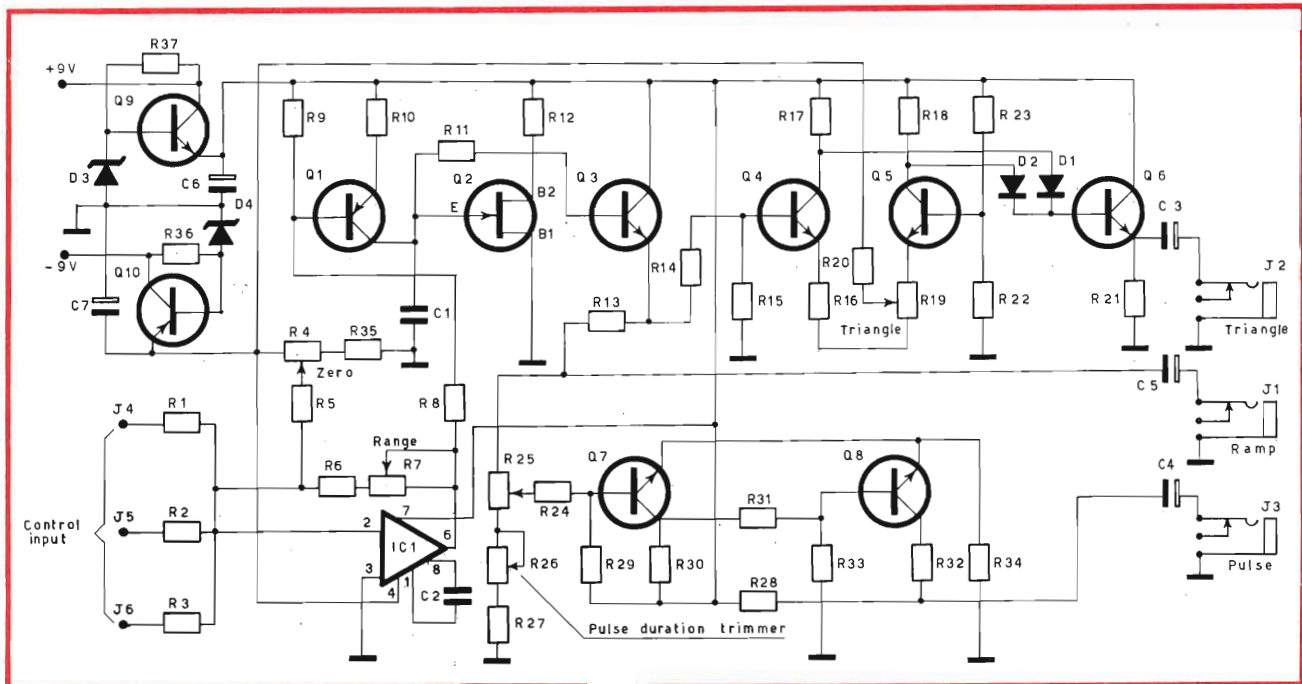 R37
+9V
Q9
R9
R10
R12
R17
R18
R23
R11
D2
D1
D3
C6
Q1
Q2
B2
Q3
Q4
Q5
Q6
C3
D4
E
B1
R36
-9V
Q10
R14
R20
J2
C7
C1
R13
R15
R16
R19
R22
R21
R4
R35
Triangle
Triangle
Zero
R5
R8
C5
J4
R1
Range
J1
R6
R7
R25
Q7
Q8
Ramp
R24
C4
Control
input
J5
R2
7
R31
J3
2
6
IC1
R26
R29
R30
R33
R32
R34
3
8
Pulse
4
1
C2
R28
J6
R3
R27
Pulse duration trimmer